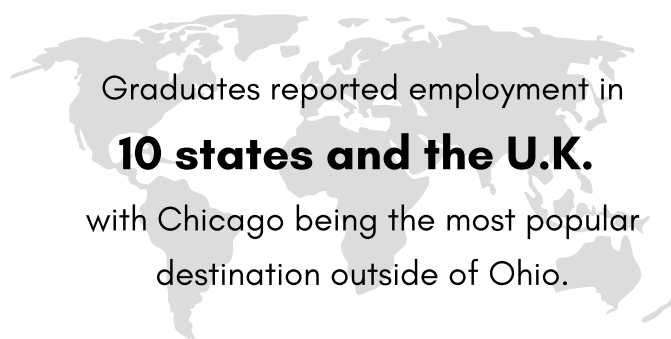 Graduates reported employment in
10 states and the U.K.
with Chicago being the most popular
destination outside of Ohio.